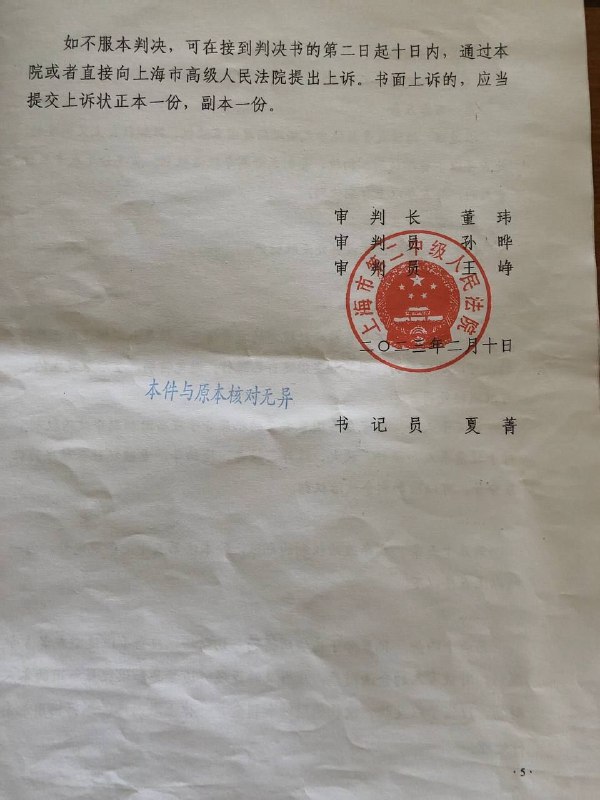 如不服本判决，可在接到判决书的第二日起十日内，通过本
院或者直接向上海市高级人民法院提出上诉。书面上诉的，应当
提交上诉状正本一份，副本一份。
审 判 长 董 玮
审 判 员 孙 晔
审 判 员 王 峥
上海市第二中级人民法院
二〇二三年二月十日
本件与原本核对无异
书 记 员 夏 菁
·5·